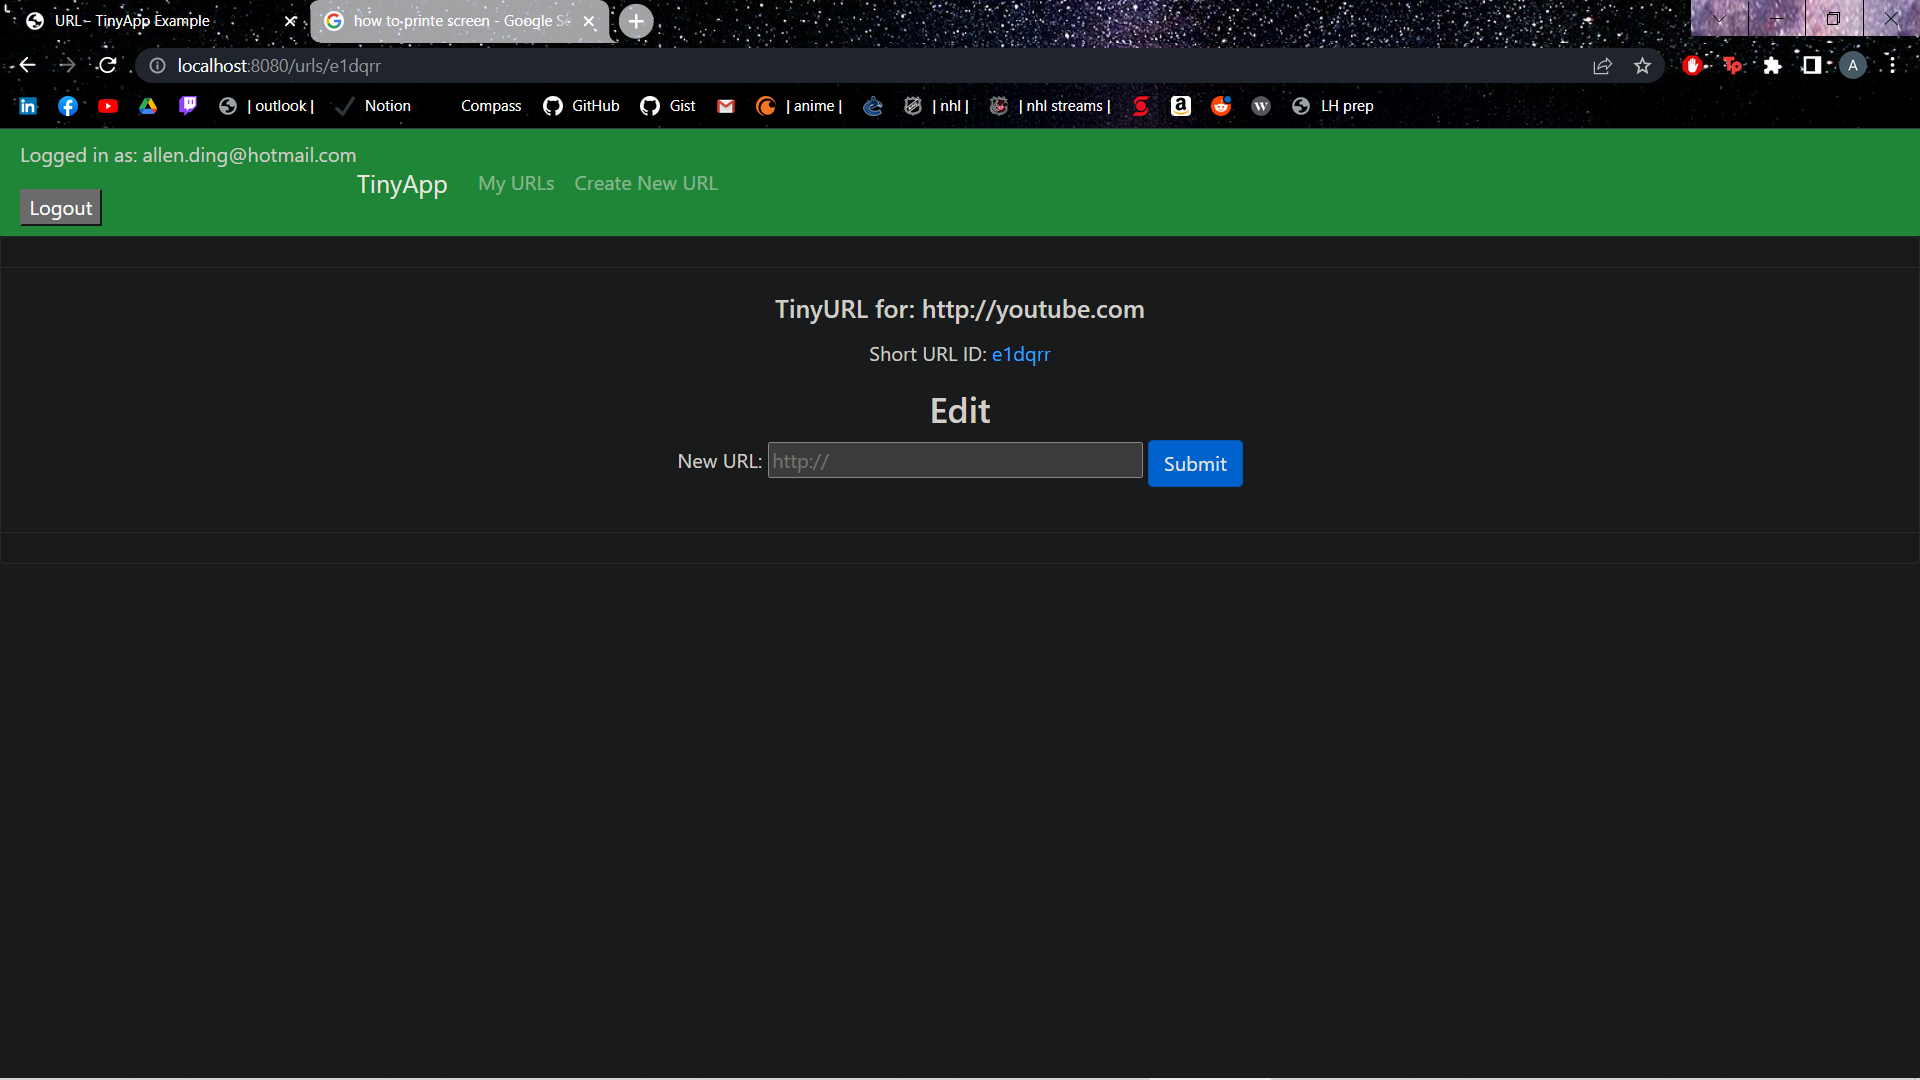 URL - TinyApp Example
how to printe screen - Google Se
localhost:8080/urls/e1dqrr
Tp
A
| outlook | Notion Compass GitHub Gist | anime | | nhl | | nhl streams | LH prep
Logged in as: allen.ding@hotmail.com
TinyApp My URLs Create New URL
Logout
TinyURL for: http://youtube.com
Short URL ID: e1dqrr
Edit
New URL: http:// Submit